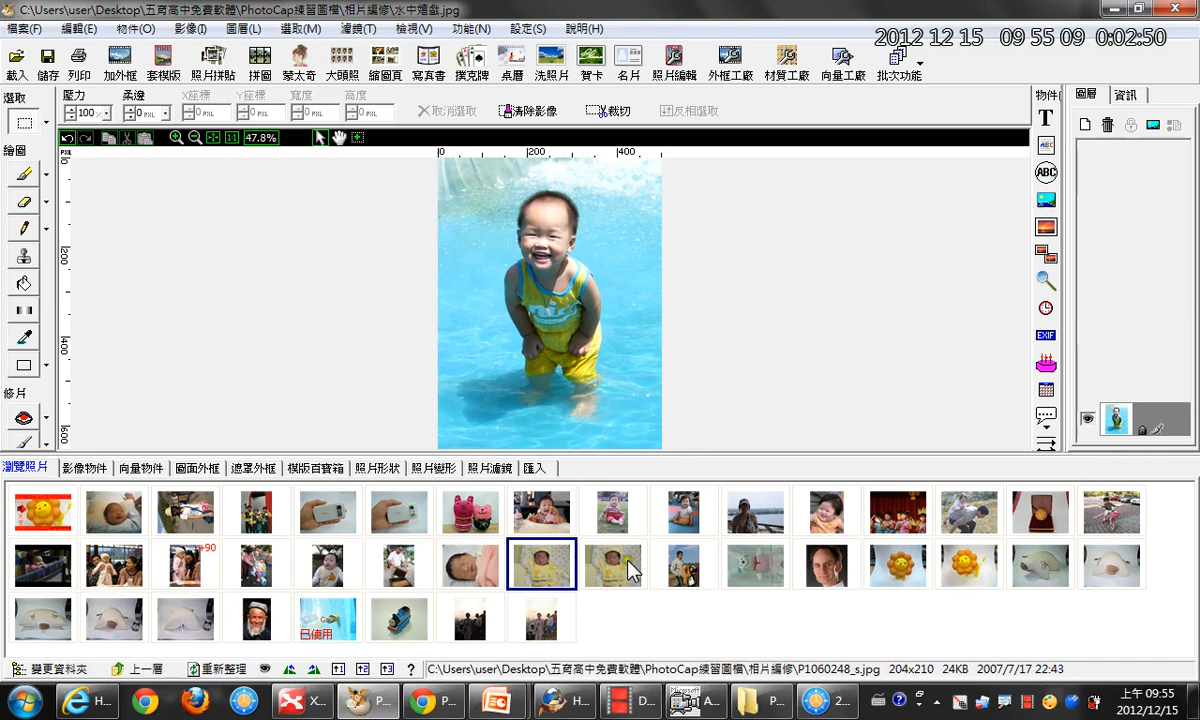 C:\Users\user\Desktop\五育高中免費軟體\PhotoCap練習圖檔\相片編修\水中嬉戲.jpg
檔案(F) 編輯(E) 物件(O) 影像(I) 圖層(L) 選取(M) 濾鏡(T) 檢視(V) 功能(N) 設定(S) 說明(H)
2012 12 15 09 55 09 0:02:50
載入 儲存 列印 加外框 套模版 照片拼貼 拼圖 蒙太奇 大頭照 縮圖頁 寫真書 撲克牌 桌曆 洗照片 賀卡 名片 照片編輯 外框工廠 材質工廠 向量工廠 批次功能
選取 壓力 柔邊 X座標 Y座標 寬度 高度 物件 圖層 資訊
100 % 0 PXL 0 PXL 0 PXL 0 PXL 0 PXL 取消選取 清除影像 裁切 反相選取
47.8%
繪圖
PXL 0 200 400
0
200
400
600
ABC
ABC
EXIF
修片
瀏覽照片 影像物件 向量物件 圖面外框 遮罩外框 模版百寶箱 照片形狀 照片變形 照片濾鏡 匯入
+90
已使用
變更資料夾 上一層 重新整理 ? C:\Users\user\Desktop\五育高中免費軟體\PhotoCap練習圖檔\相片編修\P1060248_s.jpg 204x210 24KB 2007/7/17 22:43
H... X... P... P... H... D... A... P... 2...
上午 09:55
2012/12/15